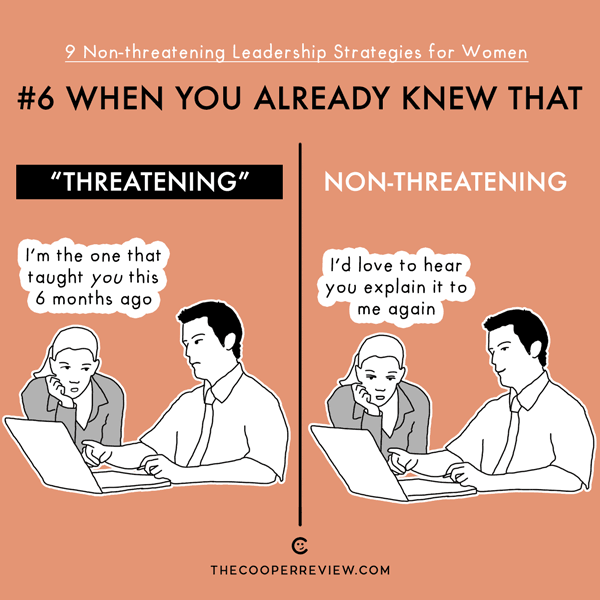 9 Non-threatening Leadership Strategies for Women
#6 WHEN YOU ALREADY KNEW THAT
“THREATENING”
I’m the one that
taught you this
6 months ago
NON-THREATENING
I’d love to hear
you explain it to
me again
THECOOPERREVIEW.COM